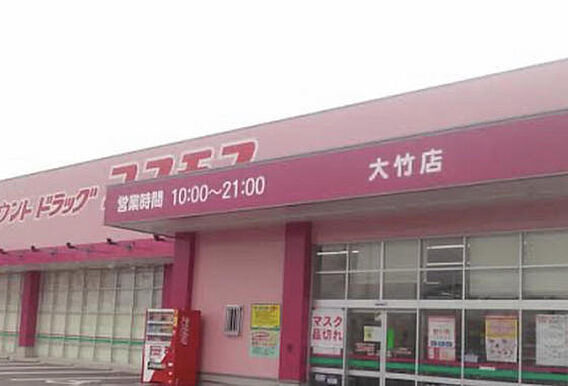 ウント ドラッグ コスモス
営業時間 10:00〜21:00
大竹店
マスク
品切れ